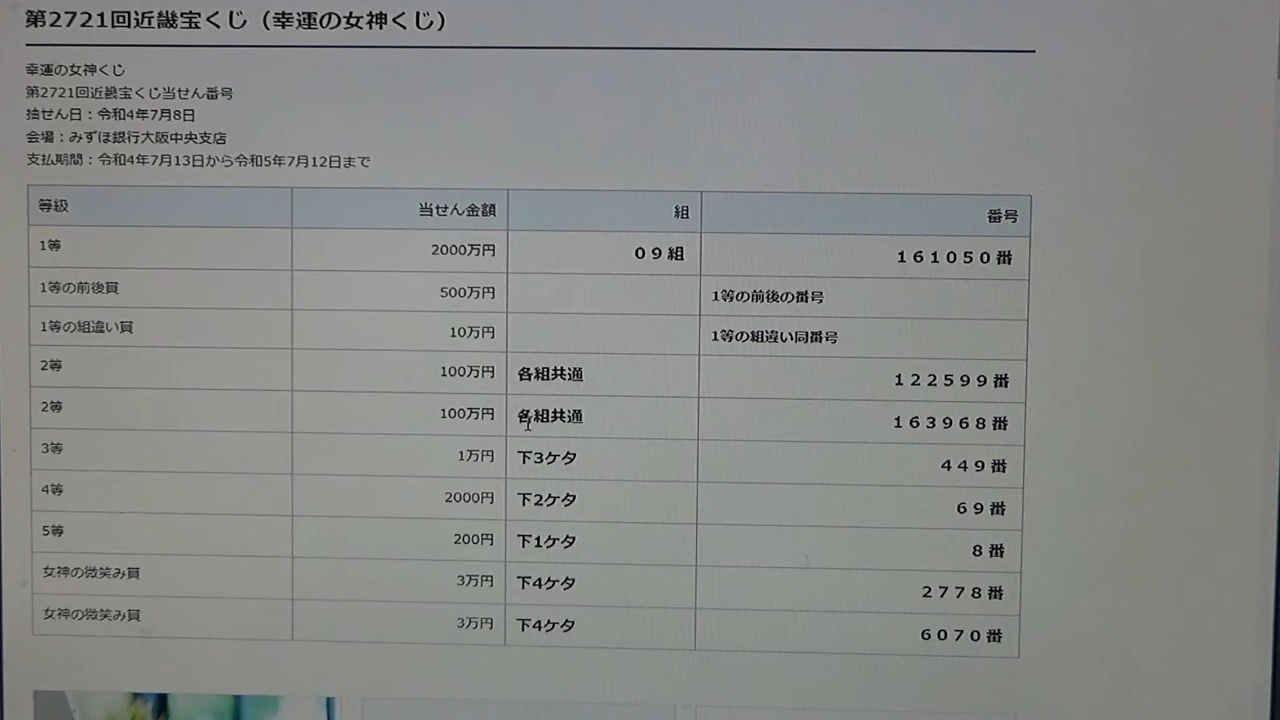 第2721回近畿宝くじ（幸運の女神くじ）
幸運の女神くじ
第2721回近畿宝くじ当せん番号
抽せん日：令和4年7月8日
会場：みずほ銀行大阪中央支店
支払期間：令和4年7月13日から令和5年7月12日まで
等級 当せん金額 組 番号
1等 2000万円 09組 161050番
1等の前後賞 500万円 1等の前後の番号
1等の組違い賞 10万円 1等の組違い同番号
2等 100万円 各組共通 122599番
2等 100万円 各組共通 163968番
3等 1万円 下3ケタ 449番
4等 2000円 下2ケタ 69番
5等 200円 下1ケタ 8番
女神の微笑み賞 3万円 下4ケタ 2778番
女神の微笑み賞 3万円 下4ケタ 6070番